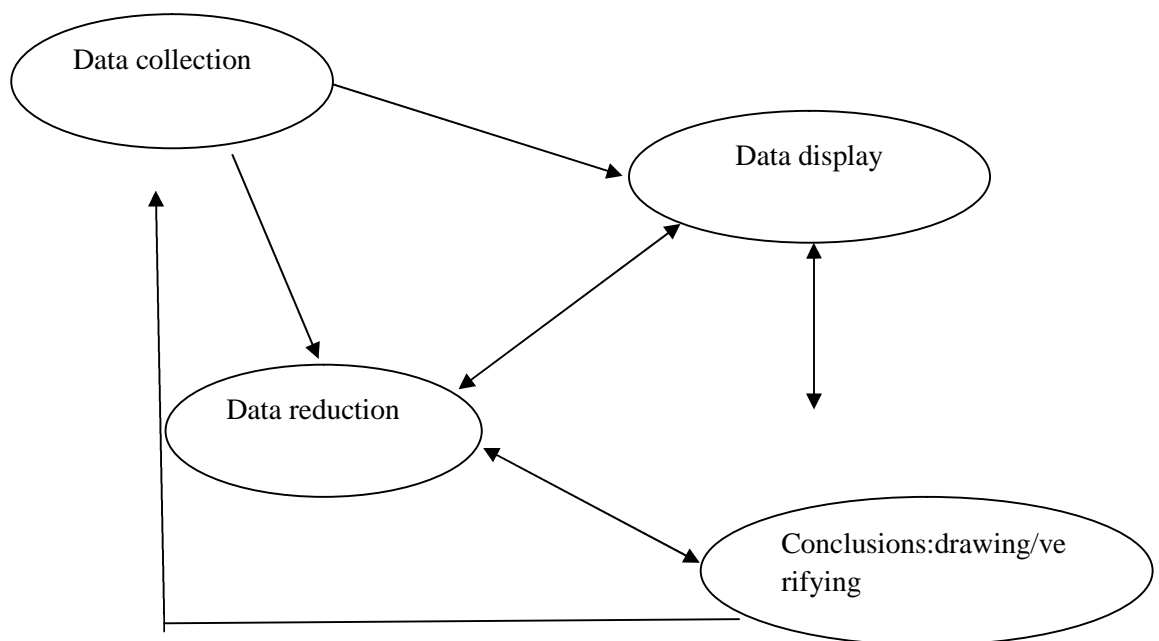 Data collection
Data display
Data reduction
Conclusions:drawing/ve
rifying